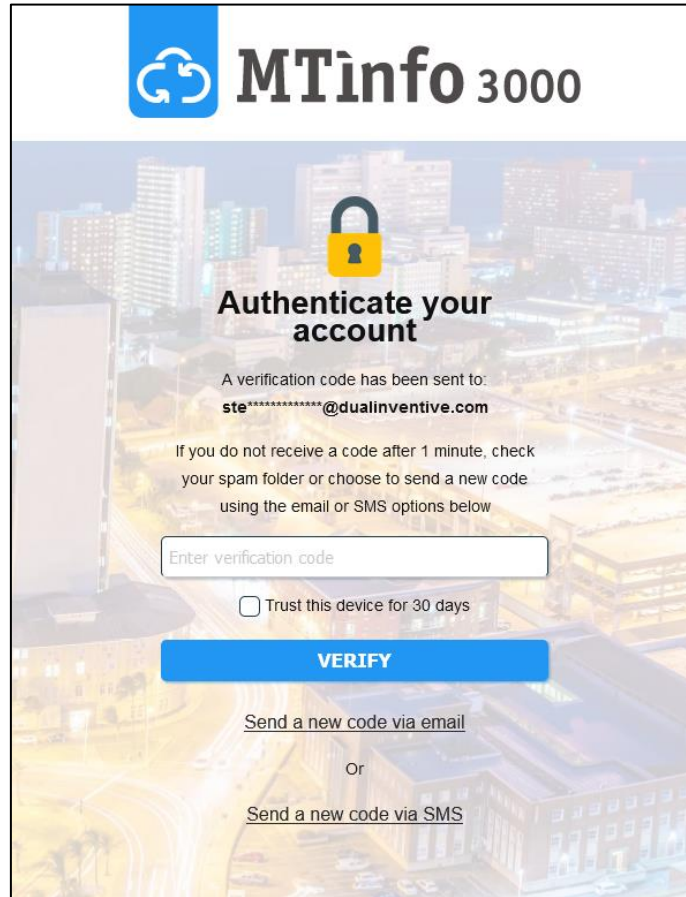 MTìnfo 3000
Authenticate your
account
A verification code has been sent to:
ste*************@dualinventive.com
If you do not receive a code after 1 minute, check
your spam folder or choose to send a new code
using the email or SMS options below
Enter verification code
Trust this device for 30 days
VERIFY
Send a new code via email
Or
Send a new code via SMS